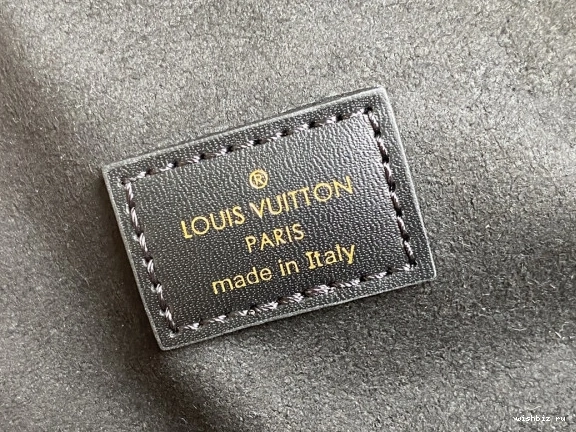 ®
LOUIS VUITTON
PARIS
made in Italy
wishbiz.ru